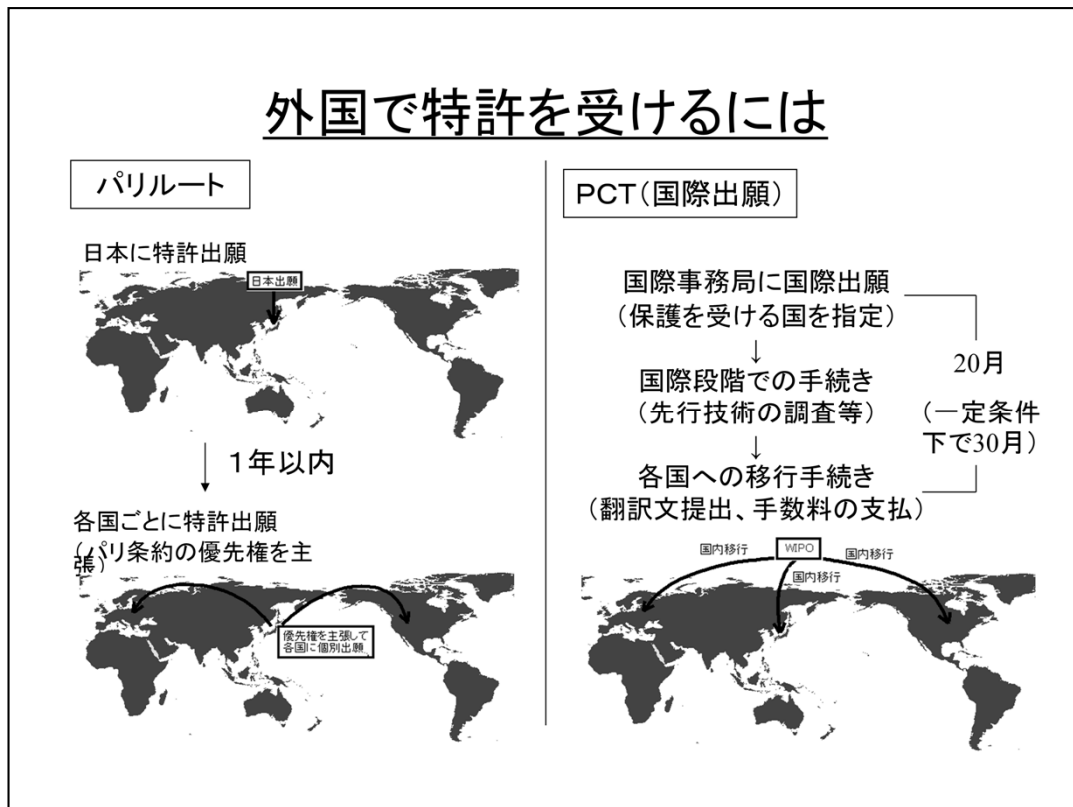 外国で特許を受けるには
パリルート
日本に特許出願
日本出願
↓ 1年以内
各国ごとに特許出願
(パリ条約の優先権を主
張)
優先権を主張して
各国に個別出願
PCT(国際出願)
国際事務局に国際出願
(保護を受ける国を指定)
↓
国際段階での手続き
(先行技術の調査等)
↓
各国への移行手続き
(翻訳文提出、手数料の支払)
20月
(一定条件
下で30月)
WIPO
国内移行
国内移行
国内移行